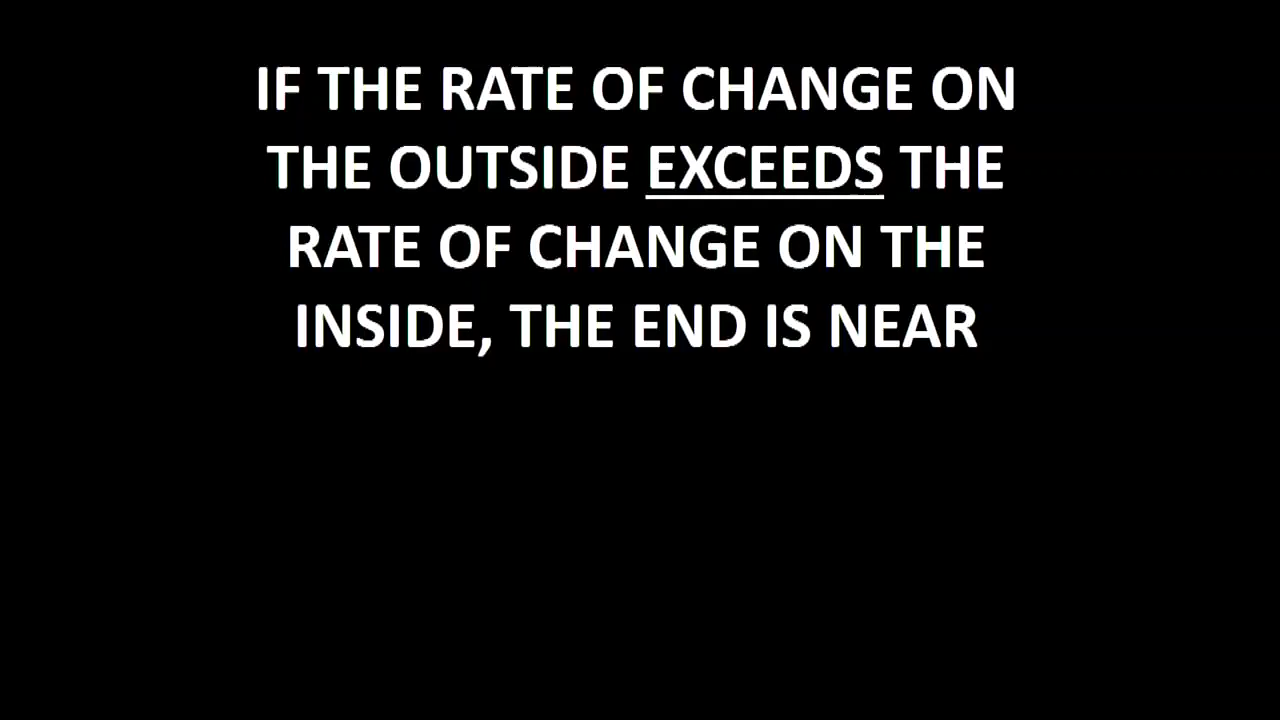 IF THE RATE OF CHANGE ON
THE OUTSIDE EXCEEDS THE
RATE OF CHANGE ON THE
INSIDE, THE END IS NEAR